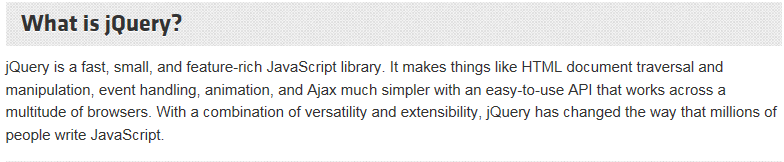 What is jQuery?
jQuery is a fast, small, and feature-rich JavaScript library. It makes things like HTML document traversal and
manipulation, event handling, animation, and Ajax much simpler with an easy-to-use API that works across a
multitude of browsers. With a combination of versatility and extensibility, jQuery has changed the way that millions of
people write JavaScript.